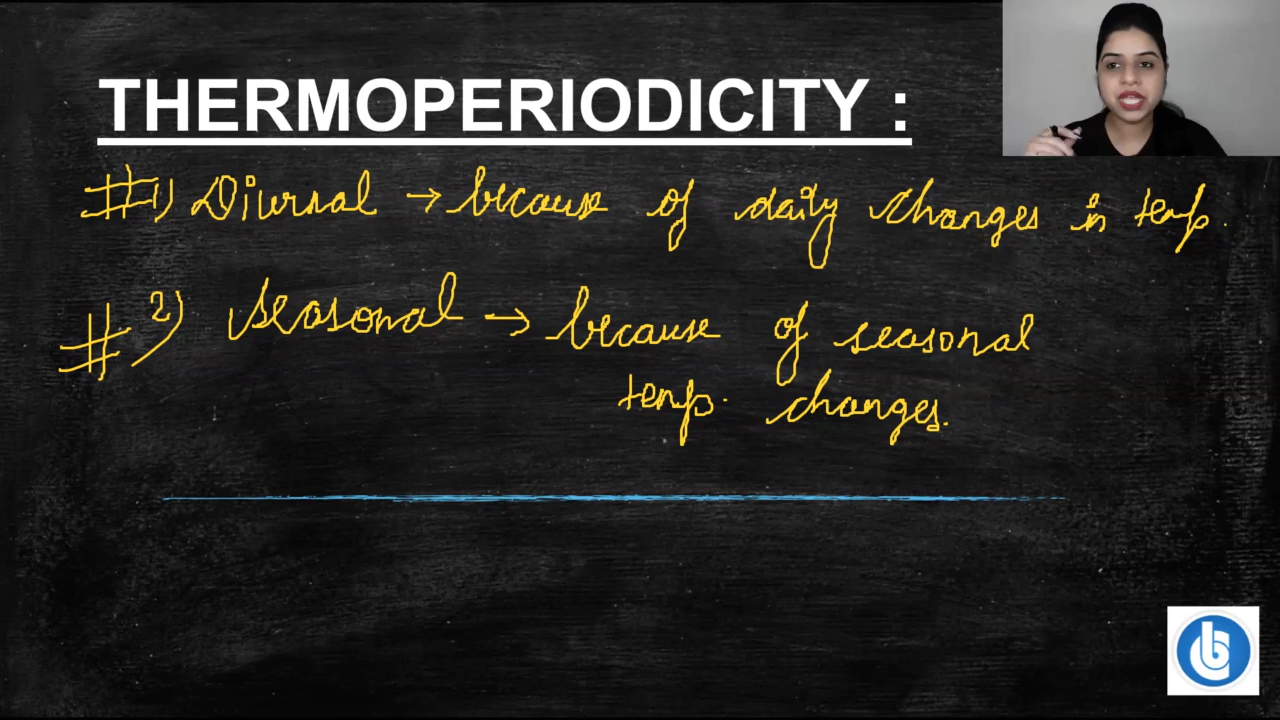 THERMOPERIODICITY :
#1) Diurnal → because of daily changes in temp.
#2) Seasonal → because of seasonal
temp. changes.